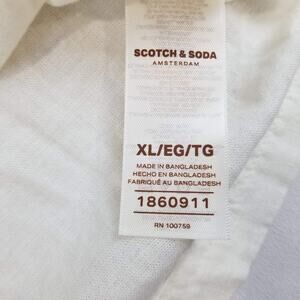 SCOTCH & SODA
AMSTERDAM
XL/EG/TG
MADE IN BANGLADESH
HECHO EN BANGLADESH
FABRIQUÉ AU BANGLADESH
1860911
RN 100759